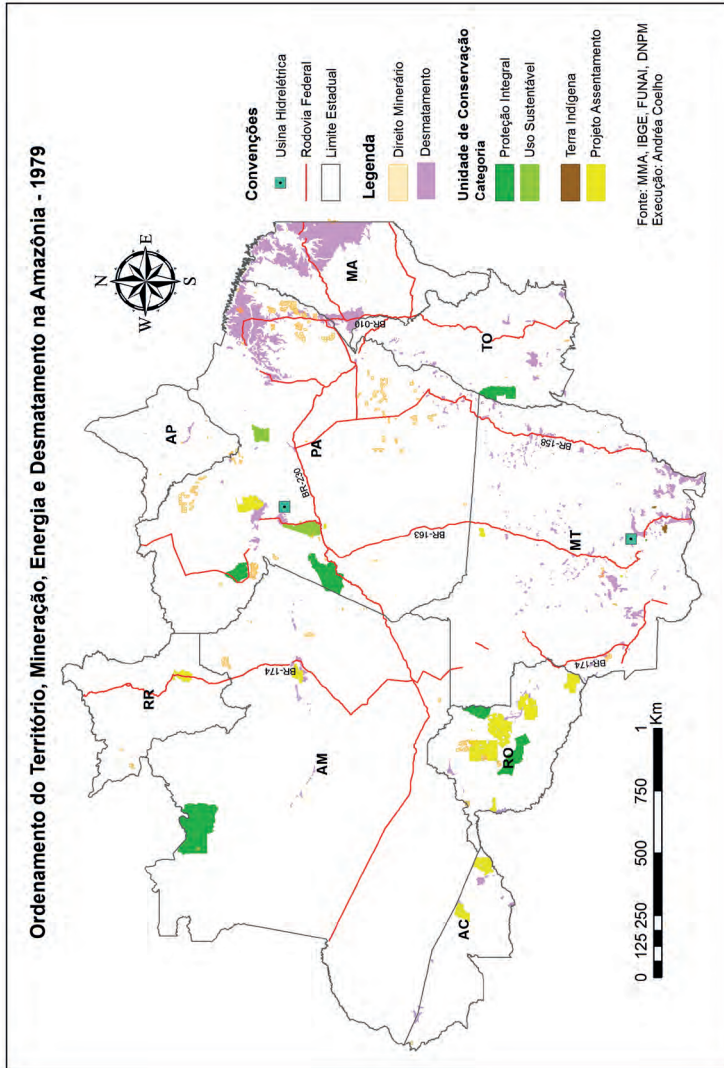 Ordenamento do Território, Mineração, Energia e Desmatamento na Amazônia - 1979
N
W E
S
RR
AP
AM
PA
MA
AC
RO
MT
TO
BR-174
BR-230
BR-010
BR-163
BR-158
BR-174
Convenções
Usina Hidrelétrica
Rodovia Federal
Limite Estadual
Legenda
Direito Minerário
Desmatamento
Unidade de Conservação
Categoria
Proteção Integral
Uso Sustentável
Terra Indígena
Projeto Assentamento
Fonte: MMA, IBGE, FUNAI, DNPM
Execução: Andréa Coelho
0 125 250 500 750 1
Km